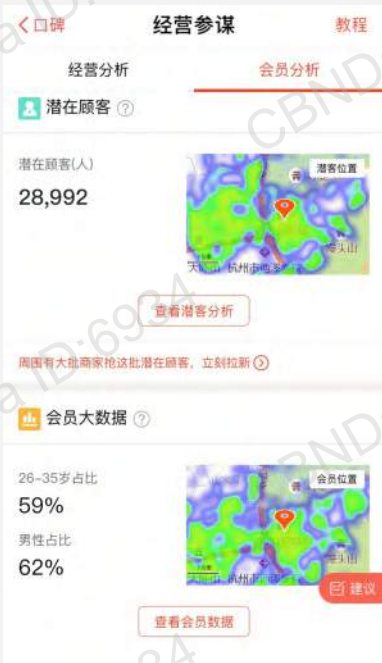 口碑
经营参谋
教程
经营分析
会员分析
潜在顾客
潜在顾客(人)
28,992
潜客位置
杭州市
查看潜客分析
周围有大批商家抢这批潜在顾客，立刻拉新
会员大数据
26-35岁占比
59%
男性占比
62%
会员位置
建议
查看会员数据